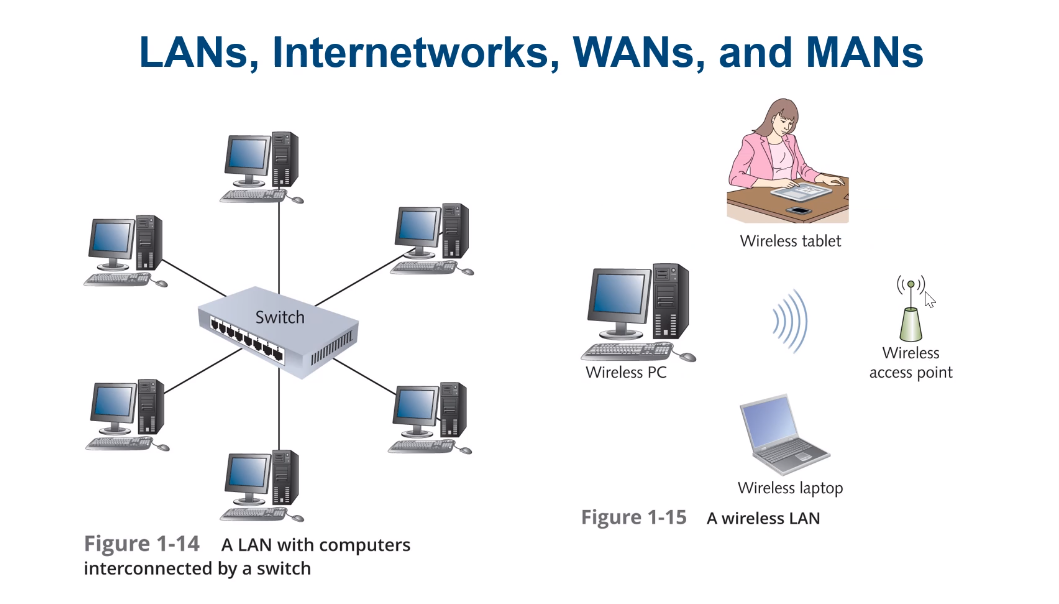 LANs, Internetworks, WANs, and MANs
Switch
Figure 1-14 A LAN with computers
interconnected by a switch
Wireless tablet
Wireless PC
Wireless
access point
Wireless laptop
Figure 1-15 A wireless LAN